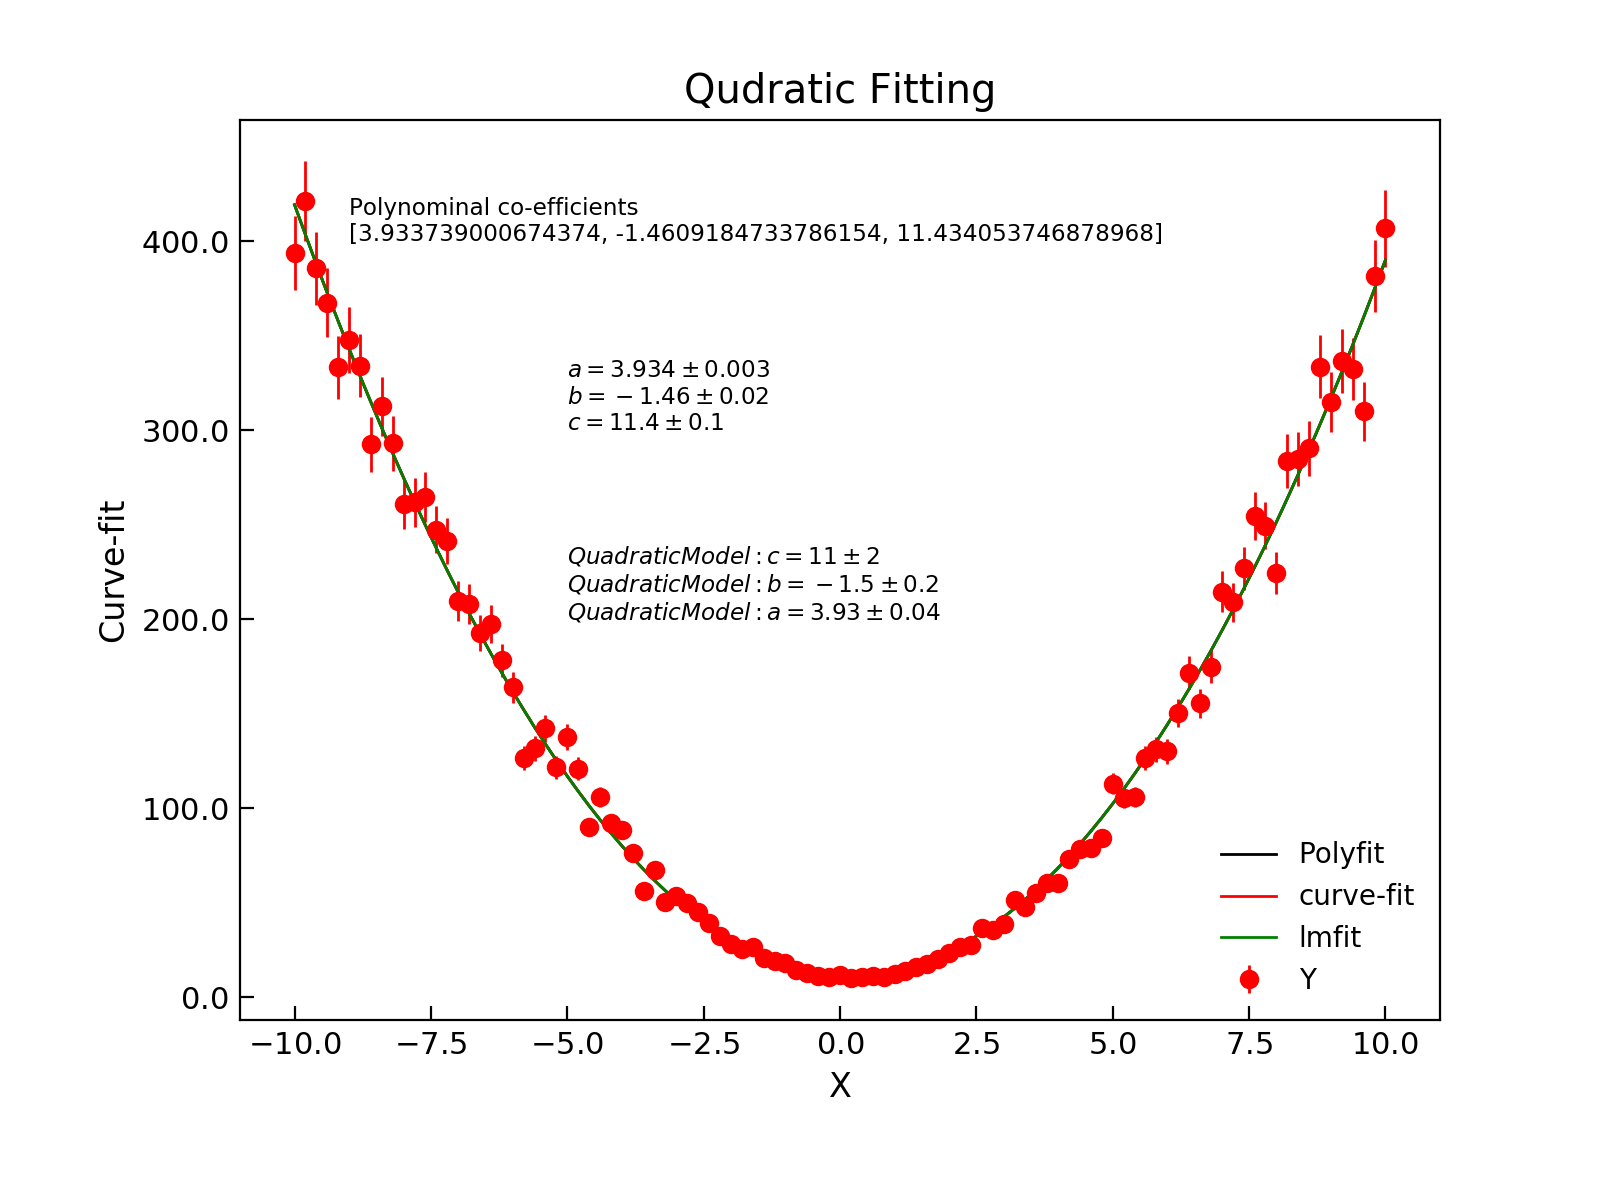 Qudratic Fitting
Polynominal co-efficients
[3.933739000674374, -1.4609184733786154, 11.434053746878968]
a = 3.934 ± 0.003
b = −1.46 ± 0.02
c = 11.4 ± 0.1
QuadraticModel : c = 11 ± 2
QuadraticModel : b = −1.5 ± 0.2
QuadraticModel : a = 3.93 ± 0.04
Curve-fit
400.0
300.0
200.0
100.0
0.0
Polyfit
curve-fit
lmfit
Y
−10.0 −7.5 −5.0 −2.5 0.0 2.5 5.0 7.5 10.0
X